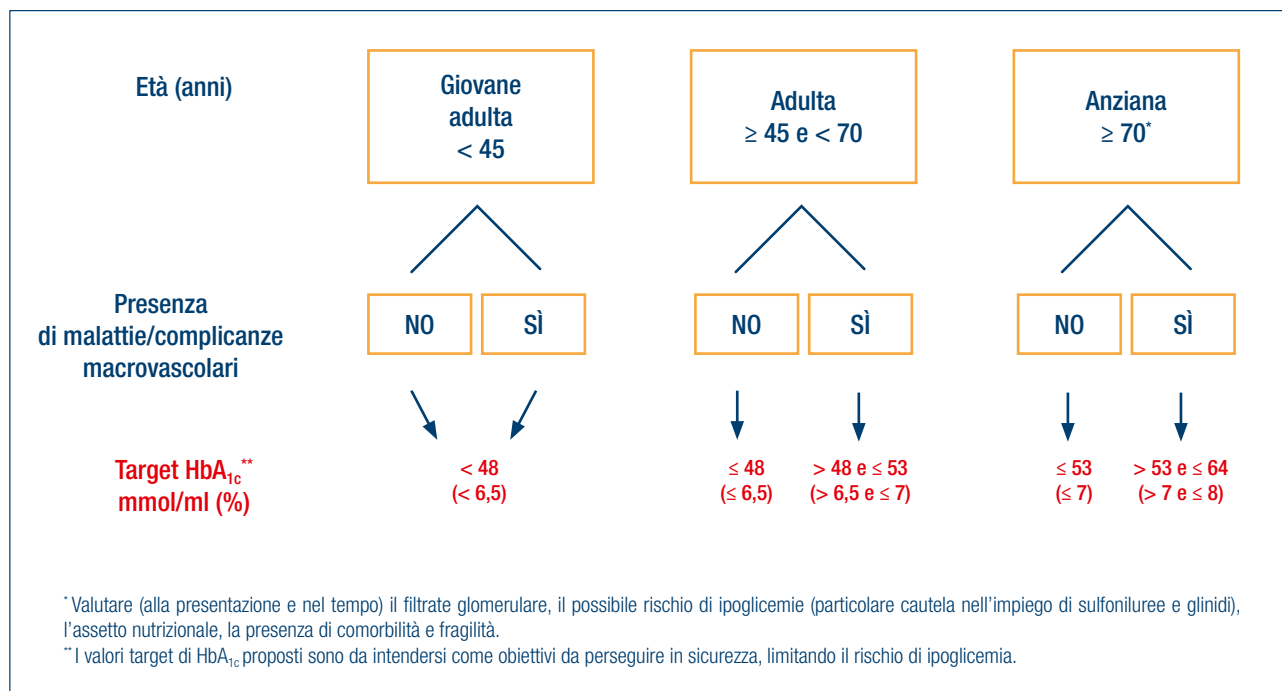 Età (anni)
Giovane
adulta
< 45
Adulta
≥ 45 e < 70
Anziana
≥ 70*
Presenza
di malattie/complicanze
macrovascolari
NO
SÌ
NO
SÌ
NO
SÌ
Target HbA1c**
mmol/ml (%)
< 48
(< 6,5)
≤ 48
(≤ 6,5)
> 48 e ≤ 53
(> 6,5 e ≤ 7)
≤ 53
(≤ 7)
> 53 e ≤ 64
(> 7 e ≤ 8)
* Valutare (alla presentazione e nel tempo) il filtrate glomerulare, il possibile rischio di ipoglicemie (particolare cautela nell'impiego di sulfoniluree e glinidi),
l'assetto nutrizionale, la presenza di comorbilità e fragilità.
** I valori target di HbA1c proposti sono da intendersi come obiettivi da perseguire in sicurezza, limitando il rischio di ipoglicemia.